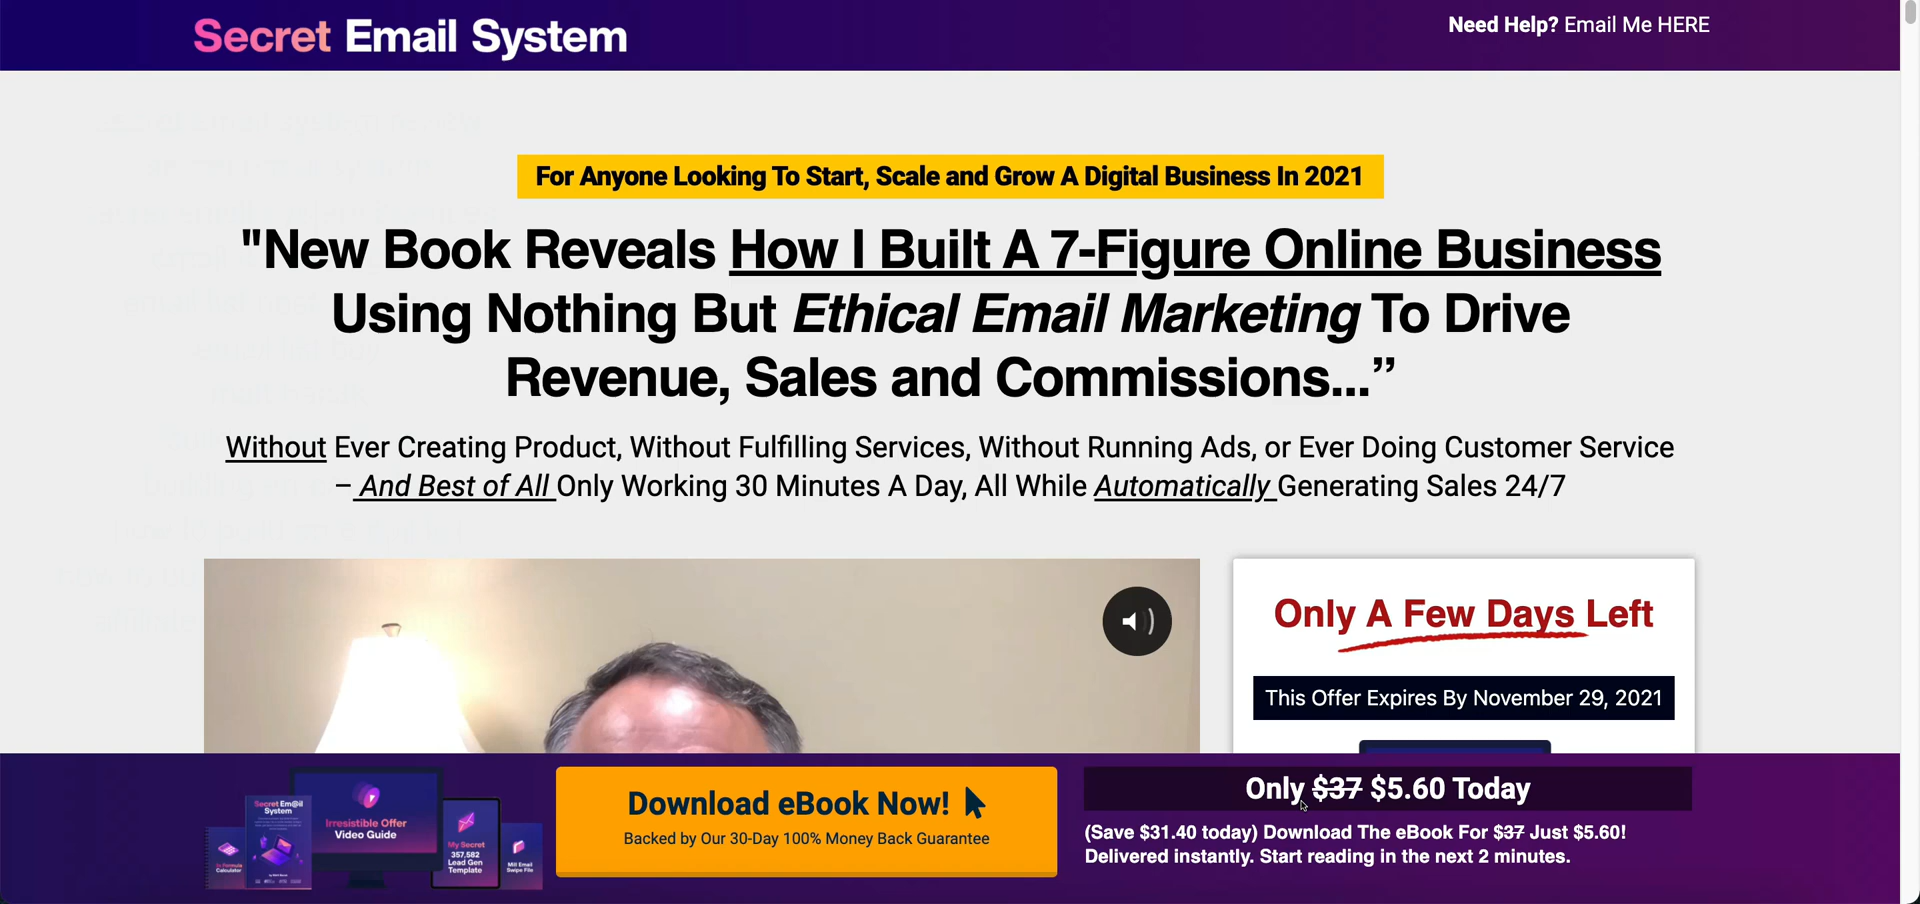 Secret Email System
Need Help? Email Me HERE
For Anyone Looking To Start, Scale and Grow A Digital Business In 2021
"New Book Reveals How I Built A 7-Figure Online Business
Using Nothing But Ethical Email Marketing To Drive
Revenue, Sales and Commissions...”
Without Ever Creating Product, Without Fulfilling Services, Without Running Ads, or Ever Doing Customer Service
– And Best of All Only Working 30 Minutes A Day, All While Automatically Generating Sales 24/7
Only A Few Days Left
This Offer Expires By November 29, 2021
Secret Em@il
System
Irresistible Offer
Video Guide
Calculator
My Secret
357,582
Lead Gen
Template
Mill Email
Swipe File
Download eBook Now!
Backed by Our 30-Day 100% Money Back Guarantee
Only $37 $5.60 Today
(Save $31.40 today) Download The eBook For $37 Just $5.60!
Delivered instantly. Start reading in the next 2 minutes.